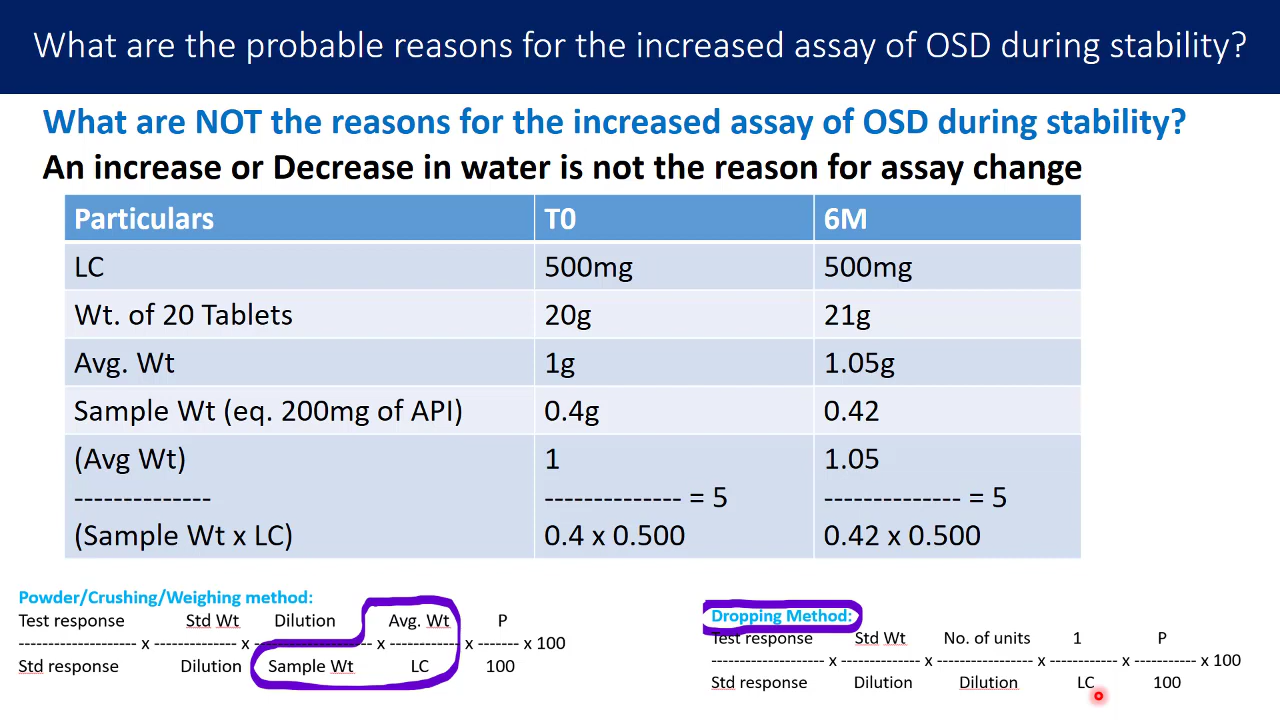 What are the probable reasons for the increased assay of OSD during stability?
What are NOT the reasons for the increased assay of OSD during stability?
An increase or Decrease in water is not the reason for assay change
Particulars T0 6M
LC 500mg 500mg
Wt. of 20 Tablets 20g 21g
Avg. Wt 1g 1.05g
Sample Wt (eq. 200mg of API) 0.4g 0.42
(Avg Wt) 1 1.05
-------------- -------------- = 5 -------------- = 5
(Sample Wt x LC) 0.4 x 0.500 0.42 x 0.500
Powder/Crushing/Weighing method:
Test response Std Wt Dilution Avg. Wt P
-------------------- x -------------- x -------------------- x ------------ x ------- x 100
Std response Dilution Sample Wt LC 100
Dropping Method:
Test response Std Wt No. of units 1 P
------------------- x ------------- x ---------------- x ----------- x ---------- x 100
Std response Dilution Dilution LC 100